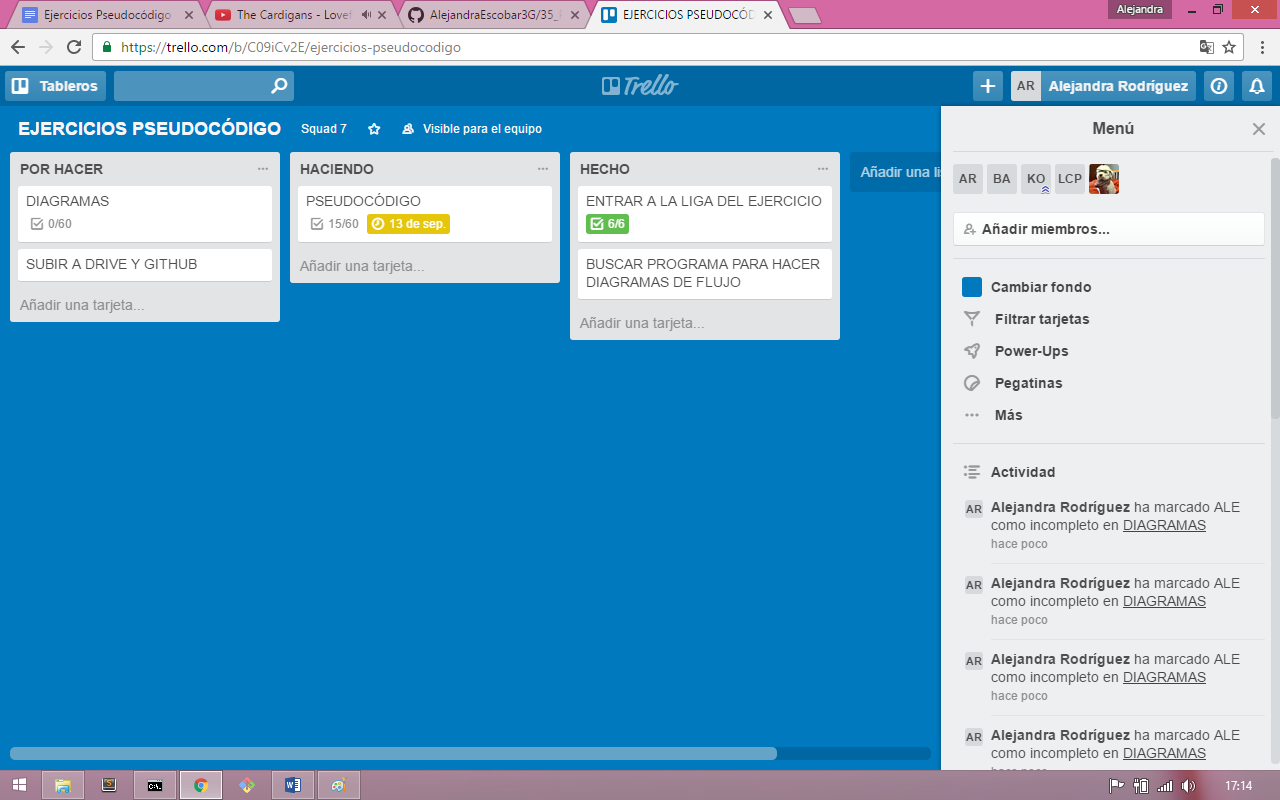 Ejercicios Pseudocódigo
The Cardigans - Lovef
AlejandraEscobar3G/35_
EJERCICIOS PSEUDOCÓD
Alejandra
https://trello.com/b/C09iCv2E/ejercicios-pseudocodigo
Tableros
Trello
AR Alejandra Rodríguez
EJERCICIOS PSEUDOCÓDIGO
Squad 7
Visible para el equipo
POR HACER
DIAGRAMAS
0/60
SUBIR A DRIVE Y GITHUB
Añadir una tarjeta...
HACIENDO
PSEUDOCÓDIGO
15/60 13 de sep.
Añadir una tarjeta...
HECHO
ENTRAR A LA LIGA DEL EJERCICIO
6/6
BUSCAR PROGRAMA PARA HACER
DIAGRAMAS DE FLUJO
Añadir una tarjeta...
Añadir una li
Menú
AR BA KO LCP
Añadir miembros...
Cambiar fondo
Filtrar tarjetas
Power-Ups
Pegatinas
Más
Actividad
AR Alejandra Rodríguez ha marcado ALE
como incompleto en DIAGRAMAS
hace poco
AR Alejandra Rodríguez ha marcado ALE
como incompleto en DIAGRAMAS
hace poco
AR Alejandra Rodríguez ha marcado ALE
como incompleto en DIAGRAMAS
hace poco
AR Alejandra Rodríguez ha marcado ALE
como incompleto en DIAGRAMAS
17:14